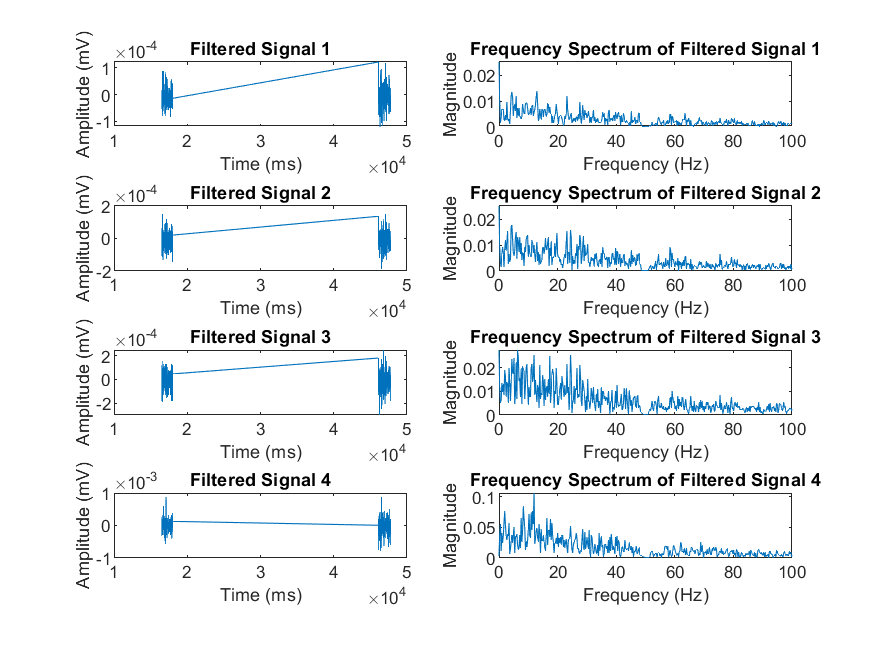 Filtered Signal 1
×10-4
Amplitude (mV)
1
0
-1
1 2 3 4 5
Time (ms)
×10⁴
Frequency Spectrum of Filtered Signal 1
Magnitude
0.02
0.01
0
0 20 40 60 80 100
Frequency (Hz)
Filtered Signal 2
×10-4
Amplitude (mV)
2
0
-2
1 2 3 4 5
Time (ms)
×10⁴
Frequency Spectrum of Filtered Signal 2
Magnitude
0.02
0.01
0
0 20 40 60 80 100
Frequency (Hz)
Filtered Signal 3
×10-4
Amplitude (mV)
2
0
-2
1 2 3 4 5
Time (ms)
×10⁴
Frequency Spectrum of Filtered Signal 3
Magnitude
0.02
0.01
0
0 20 40 60 80 100
Frequency (Hz)
Filtered Signal 4
×10-3
Amplitude (mV)
1
0
-1
1 2 3 4 5
Time (ms)
×10⁴
Frequency Spectrum of Filtered Signal 4
Magnitude
0.1
0.05
0
0 20 40 60 80 100
Frequency (Hz)